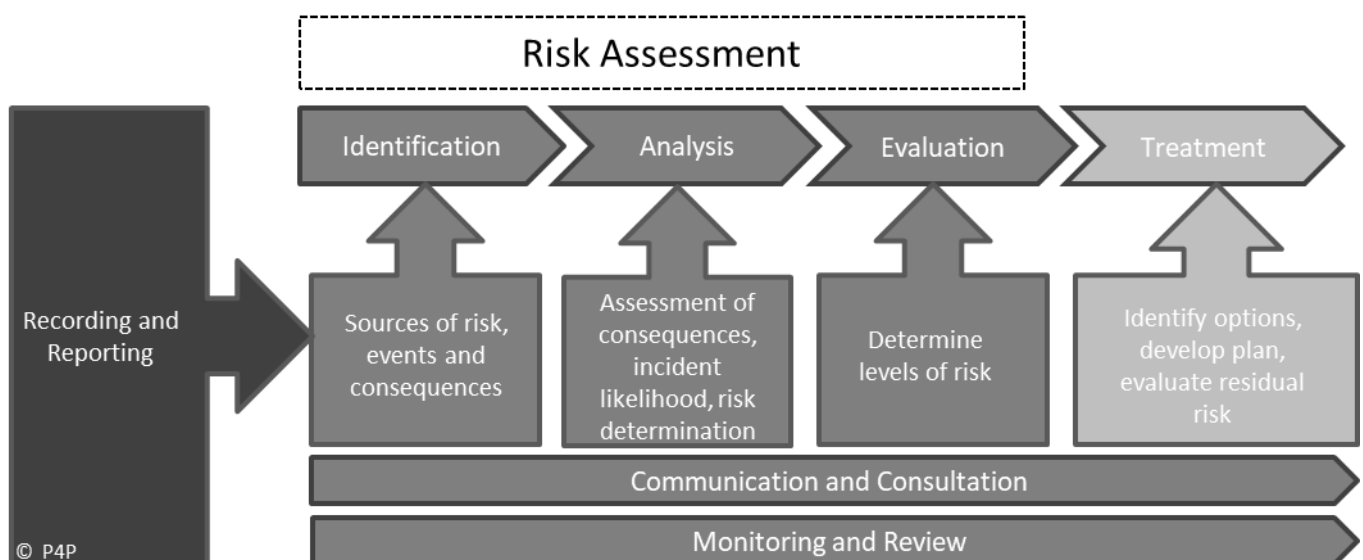 Risk Assessment
Identification
Analysis
Evaluation
Treatment
Recording and
Reporting
Sources of risk,
events and
consequences
Assessment of
consequences,
incident
likelihood, risk
determination
Determine
levels of risk
Identify options,
develop plan,
evaluate residual
risk
Communication and Consultation
Monitoring and Review
© P4P